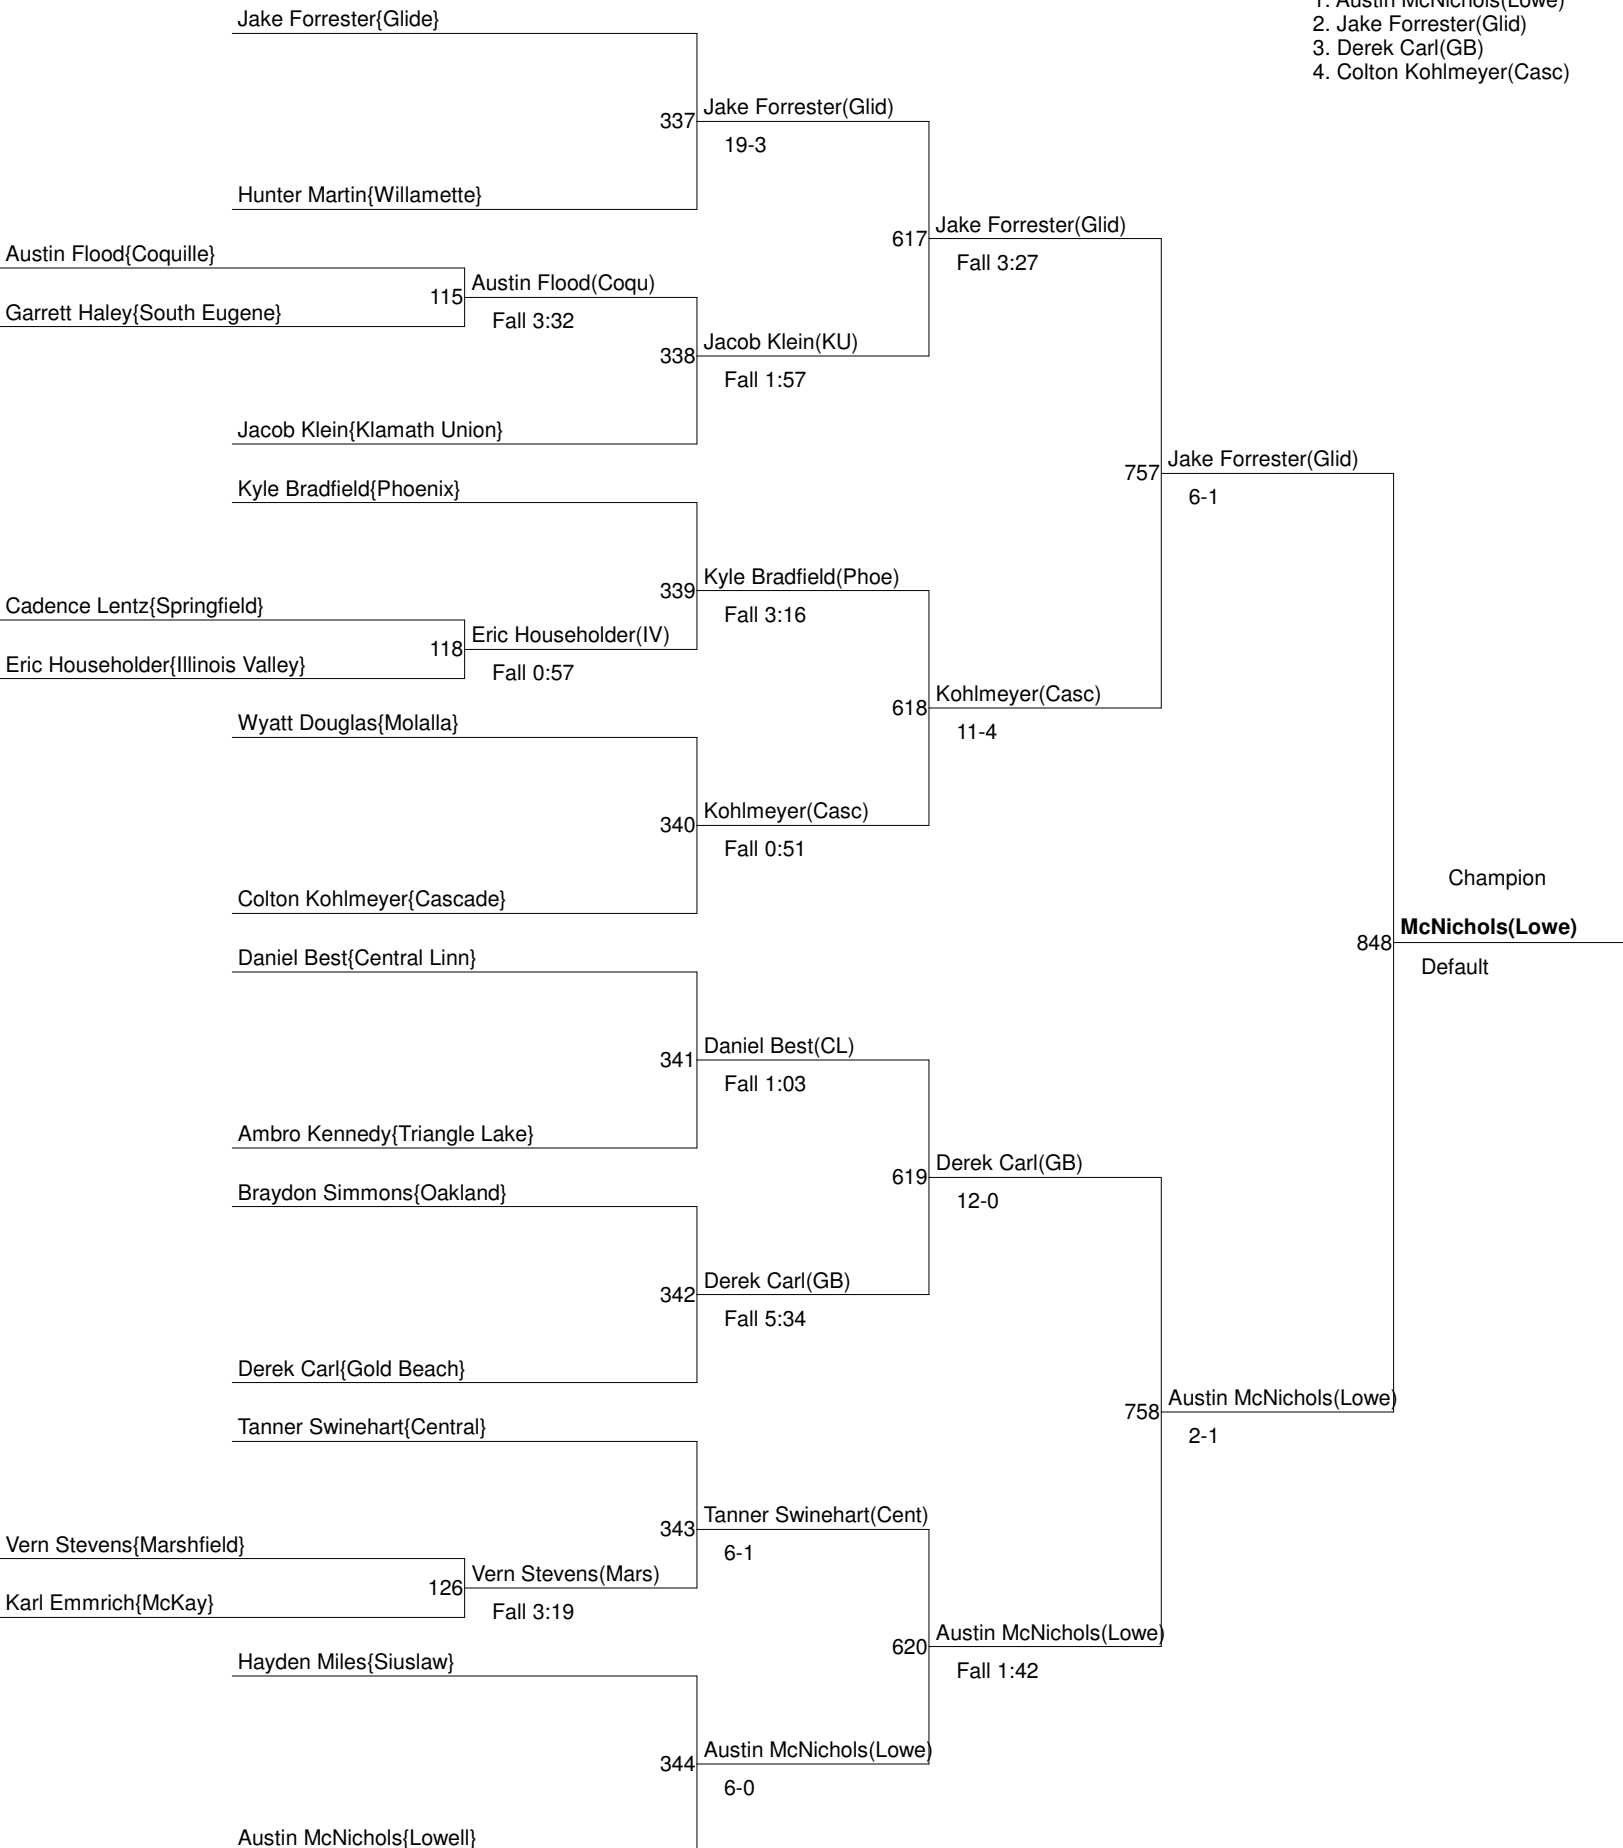 1. Austin McNichols(Lowe)
2. Jake Forrester(Glid)
3. Derek Carl(GB)
4. Colton Kohlmeyer(Casc)
Jake Forrester{Glide}
337
Jake Forrester(Glid)
19-3
Hunter Martin{Willamette}
617
Jake Forrester(Glid)
Fall 3:27
Austin Flood{Coquille}
115
Austin Flood(Coqu)
Fall 3:32
Garrett Haley{South Eugene}
338
Jacob Klein(KU)
Fall 1:57
Jacob Klein{Klamath Union}
757
Jake Forrester(Glid)
6-1
Kyle Bradfield{Phoenix}
339
Kyle Bradfield(Phoe)
Fall 3:16
Cadence Lentz{Springfield}
118
Eric Householder(IV)
Fall 0:57
Eric Householder{Illinois Valley}
618
Kohlmeyer(Casc)
11-4
Wyatt Douglas{Molalla}
340
Kohlmeyer(Casc)
Fall 0:51
Colton Kohlmeyer{Cascade}
Champion
848
McNichols(Lowe)
Default
Daniel Best{Central Linn}
341
Daniel Best(CL)
Fall 1:03
Ambro Kennedy{Triangle Lake}
619
Derek Carl(GB)
12-0
Braydon Simmons{Oakland}
342
Derek Carl(GB)
Fall 5:34
Derek Carl{Gold Beach}
758
Austin McNichols(Lowe)
2-1
Tanner Swinehart{Central}
343
Tanner Swinehart(Cent)
6-1
Vern Stevens{Marshfield}
126
Vern Stevens(Mars)
Fall 3:19
Karl Emmrich{McKay}
620
Austin McNichols(Lowe)
Fall 1:42
Hayden Miles{Siuslaw}
344
Austin McNichols(Lowe)
6-0
Austin McNichols{Lowell}